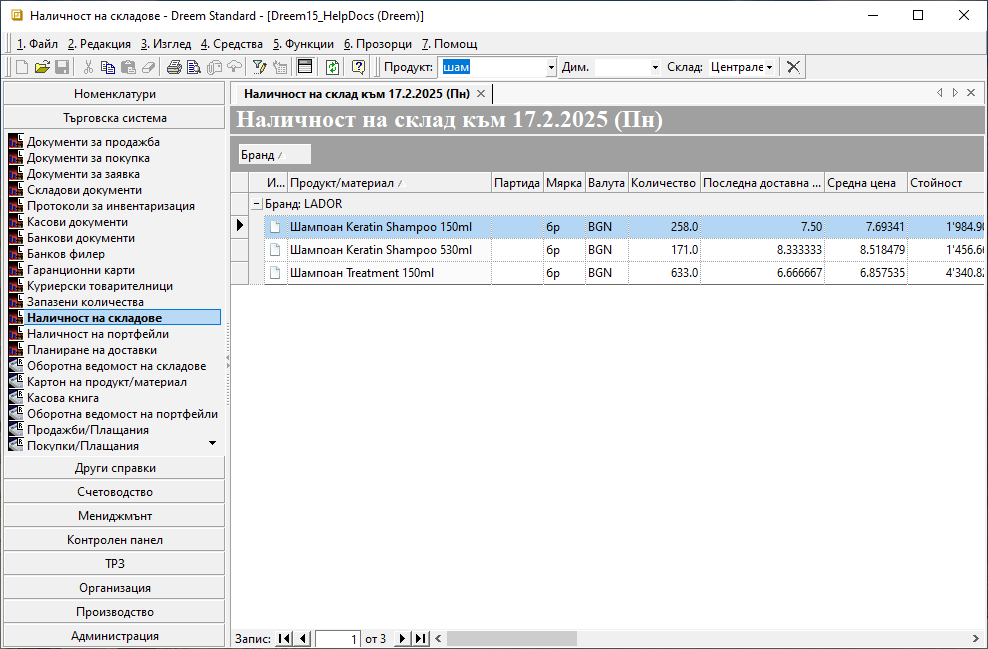 Наличност на складове - Dreem Standard - [Dreem15_HelpDocs (Dreem)]
1. Файл 2. Редакция 3. Изглед 4. Средства 5. Функции 6. Прозорци 7. Помощ
Продукт: шам Дим. Склад: Централе
Номенклатури
Търговска система
Документи за продажба
Документи за покупка
Документи за заявка
Складови документи
Протоколи за инвентаризация
Касови документи
Банкови документи
Банков филер
Гаранционни карти
Куриерски товарителници
Запазени количества
Наличност на складове
Наличност на портфейли
Планиране на доставки
Оборотна ведомост на складове
Картон на продукт/материал
Касова книга
Оборотна ведомост на портфейли
Продажби/Плащания
Покупки/Плащания
Други справки
Счетоводство
Мениджмънт
Контролен панел
ТРЗ
Организация
Производство
Администрация
Наличност на склад към 17.2.2025 (Пн)
Наличност на склад към 17.2.2025 (Пн)
Бранд
И... Продукт/материал Партида Мярка Валута Количество Последна доставна ... Средна цена Стойност
Бранд: LADOR
Шампоан Keratin Shampoo 150ml бр BGN 258.0 7.50 7.69341 1'984.90
Шампоан Keratin Shampoo 530ml бр BGN 171.0 8.333333 8.518479 1'456.66
Шампоан Treatment 150ml бр BGN 633.0 6.666667 6.857535 4'340.82
Запис: 1 от 3